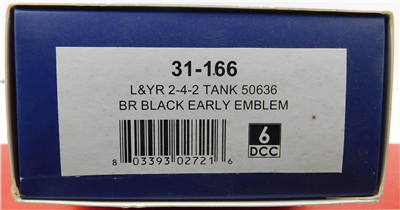 31-166
L&YR 2-4-2 TANK 50636
BR BLACK EARLY EMBLEM
6
DCC
8 03393 02721 6